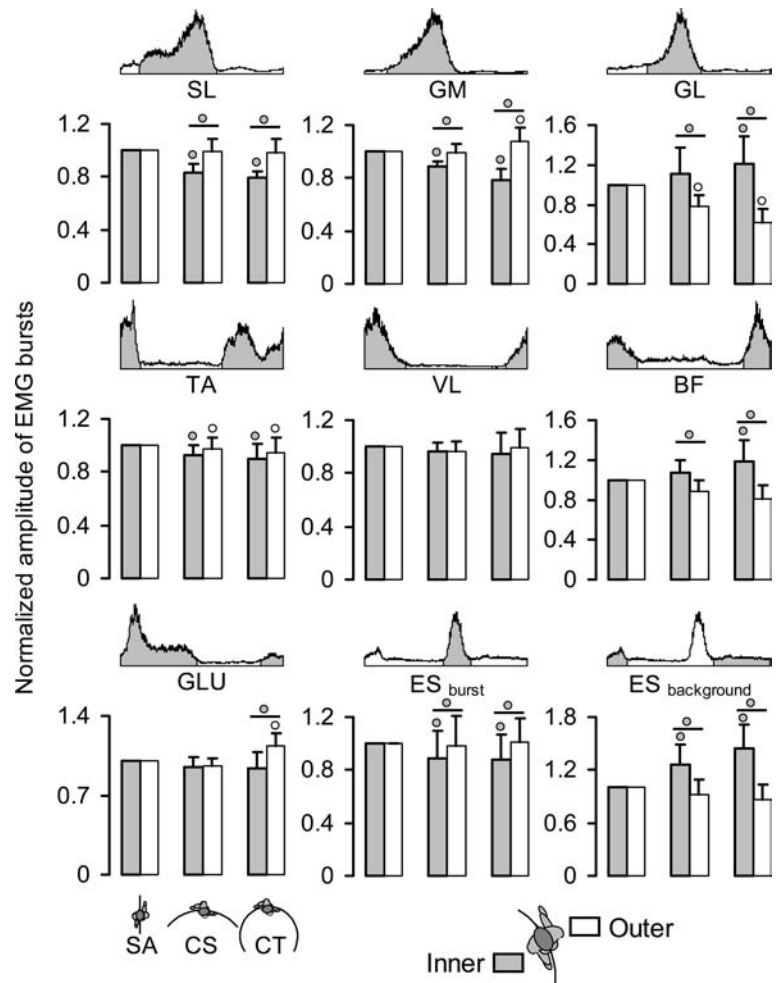 SL GM GL
1.2 1.2 1.6
0.8 0.8 1.2
0.8
0.4 0.4 0.4
0 0 0
TA VL BF
1.2 1.2 1.6
0.8 0.8 1.2
0.8
0.4 0.4 0.4
0 0 0
GLU ES burst ES background
1.4 1.2 1.8
0.8 1.2
0.7
0.4 0.6
0 0 0
Normalized amplitude of EMG bursts
SA CS CT
Outer
Inner